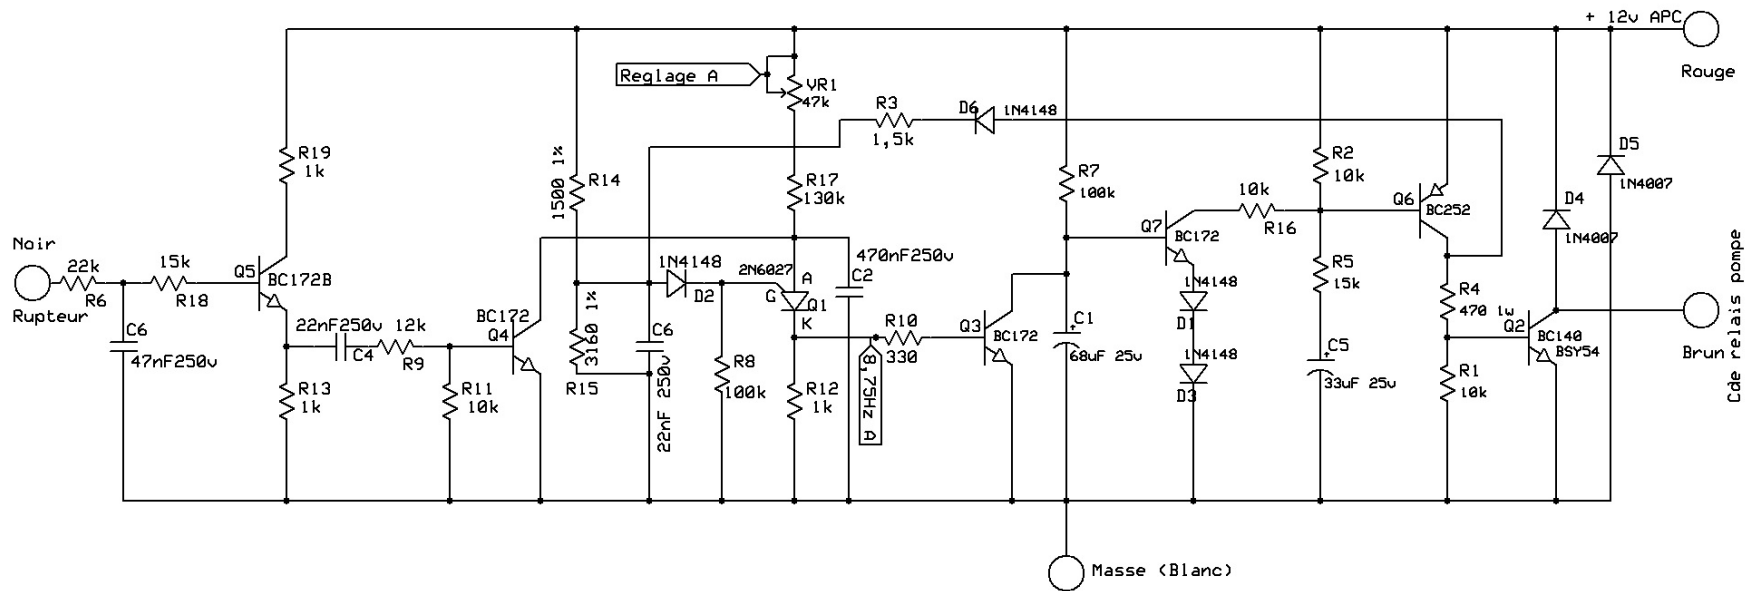 + 12v APC
Rouge
Reglage A
VR1
47k
R3
1,5k
D6
1N4148
R19
1k
1500 1%
R14
R17
130k
R7
100k
R2
10k
D5
1N4007
Q6
BC252
D4
1N4007
10k
R16
Q7
BC172
Noir
22k
R6
Rupteur
15k
R18
Q5
BC172B
1N4148
D2
2N6027
A
G
Q1
K
470nF250v
C2
1N4148
D1
R5
15k
R4
470 1w
C6
47nF250v
22nF250v
C4
12k
R9
BC172
Q4
3160 1%
R15
C6
22nF 250v
R10
330
Q3
BC172
C1
68uF 25v
1N4148
D3
C5
33uF 25v
Q2
BC140
BSY54
Brun
Cde relais pompe
R13
1k
R11
10k
R8
100k
R12
1k
8,75Hz A
R1
10k
Masse (Blanc)